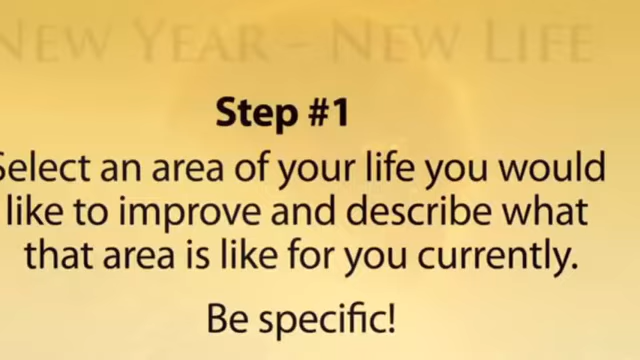 NEW YEAR – NEW LIFE
Step #1
Select an area of your life you would
like to improve and describe what
that area is like for you currently.
Be specific!